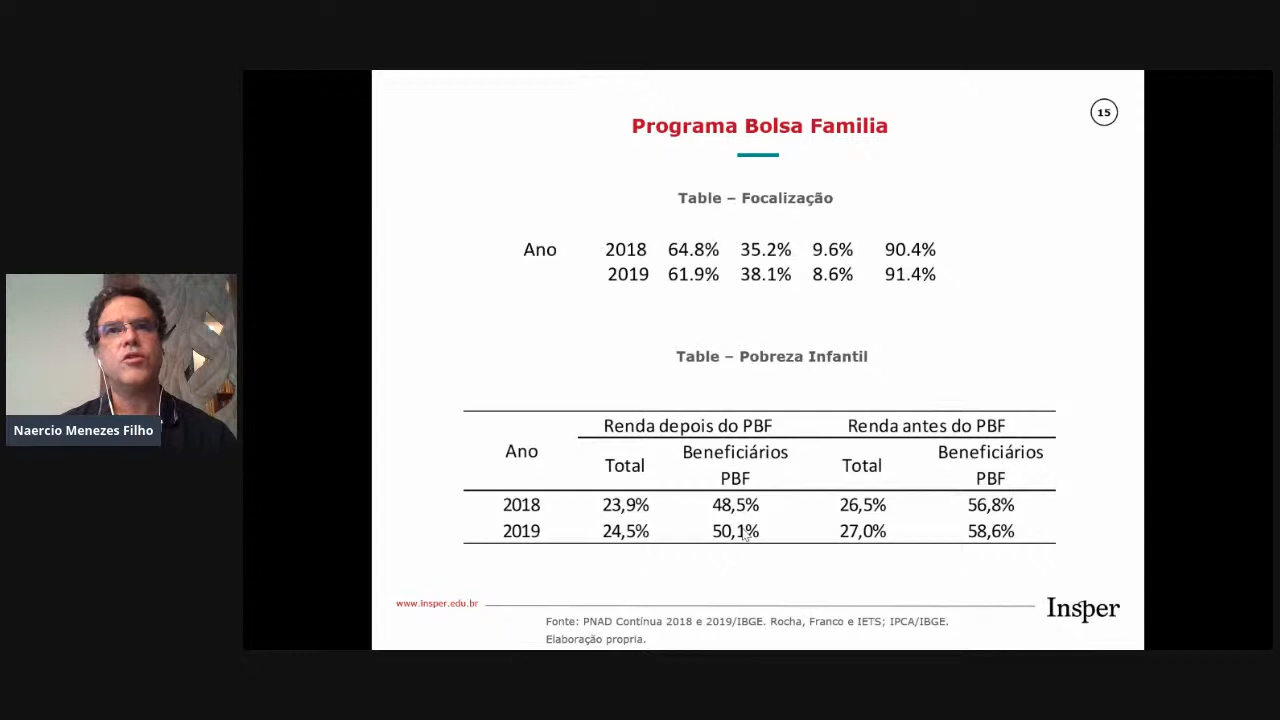 15
Programa Bolsa Familia
Table – Focalização
Ano 2018 64.8% 35.2% 9.6% 90.4%
2019 61.9% 38.1% 8.6% 91.4%
Table – Pobreza Infantil
Ano Renda depois do PBF Renda antes do PBF
Total Beneficiários PBF Total Beneficiários PBF
2018 23,9% 48,5% 26,5% 56,8%
2019 24,5% 50,1% 27,0% 58,6%
www.insper.edu.br
Insper
Fonte: PNAD Contínua 2018 e 2019/IBGE. Rocha, Franco e IETS; IPCA/IBGE.
Elaboração propria.
Naercio Menezes Filho